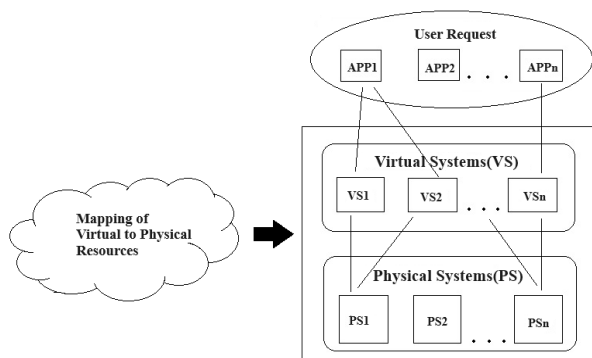 User Request
APP1 APP2 . . . APPn
Virtual Systems(VS)
VS1 VS2 . . . VSn
Mapping of
Virtual to Physical
Resources
Physical Systems(PS)
PS1 PS2 . . . PSn